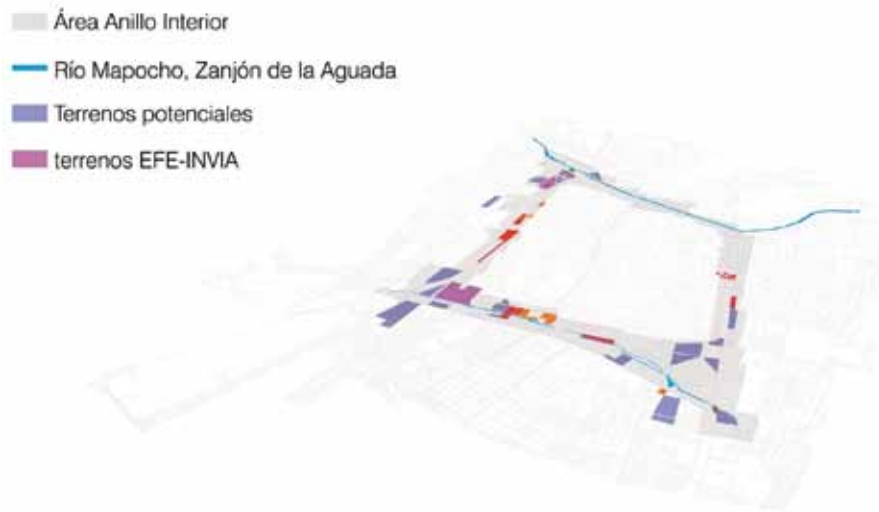 Área Anillo Interior
Río Mapocho, Zanjón de la Aguada
Terrenos potenciales
terrenos EFE-INVIA